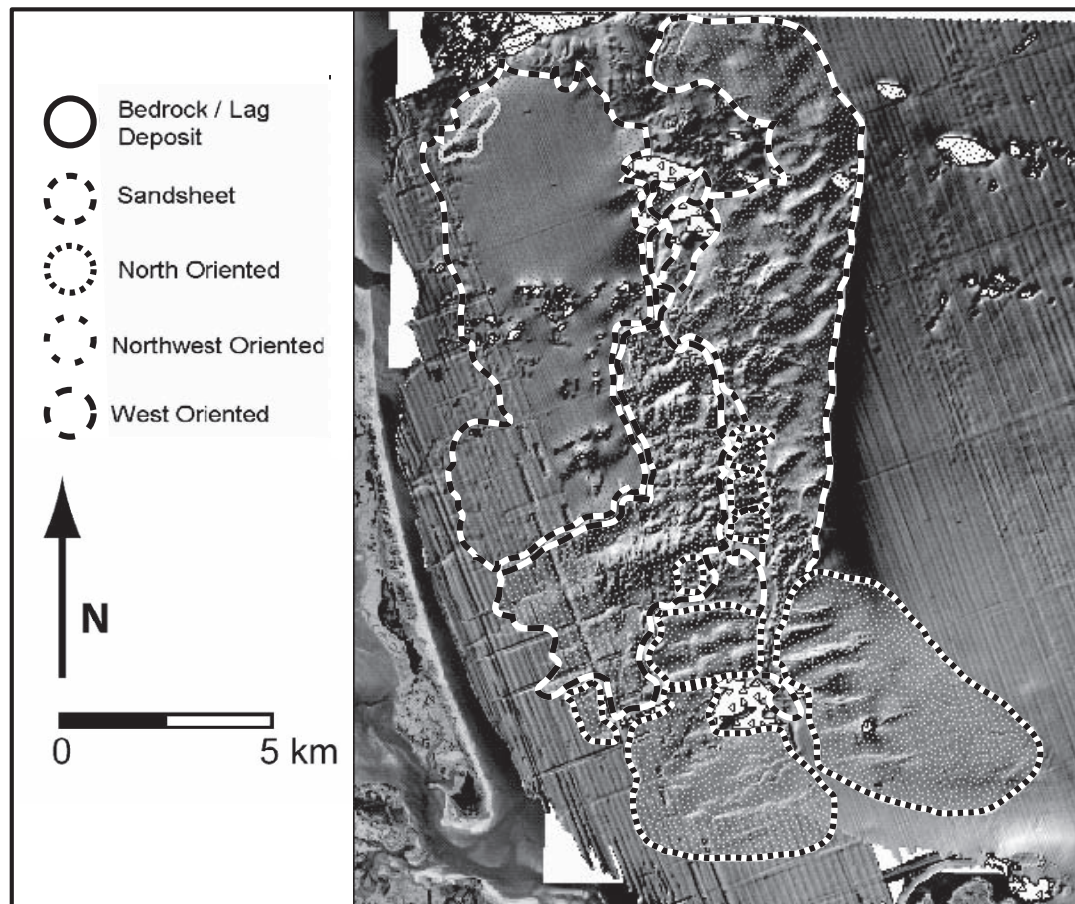 Bedrock / Lag
Deposit
Sandsheet
North Oriented
Northwest Oriented
West Oriented
N
0 5 km